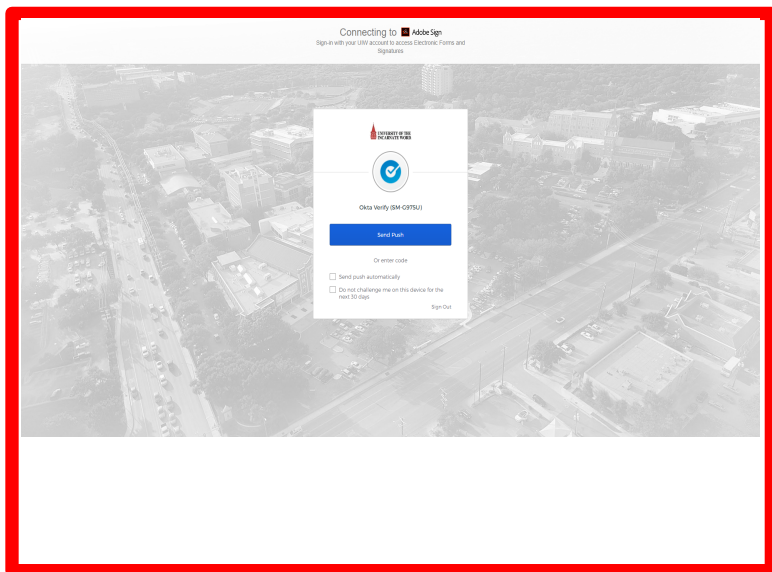 Connecting to Adobe Sign
Sign-in with your UIW account to access Electronic Forms and
Signatures
UNIVERSITY OF THE
INCARNATE WORD
Okta Verify (SM-G975U)
Send Push
Or enter code
Send push automatically
Do not challenge me on this device for the
next 30 days
Sign Out